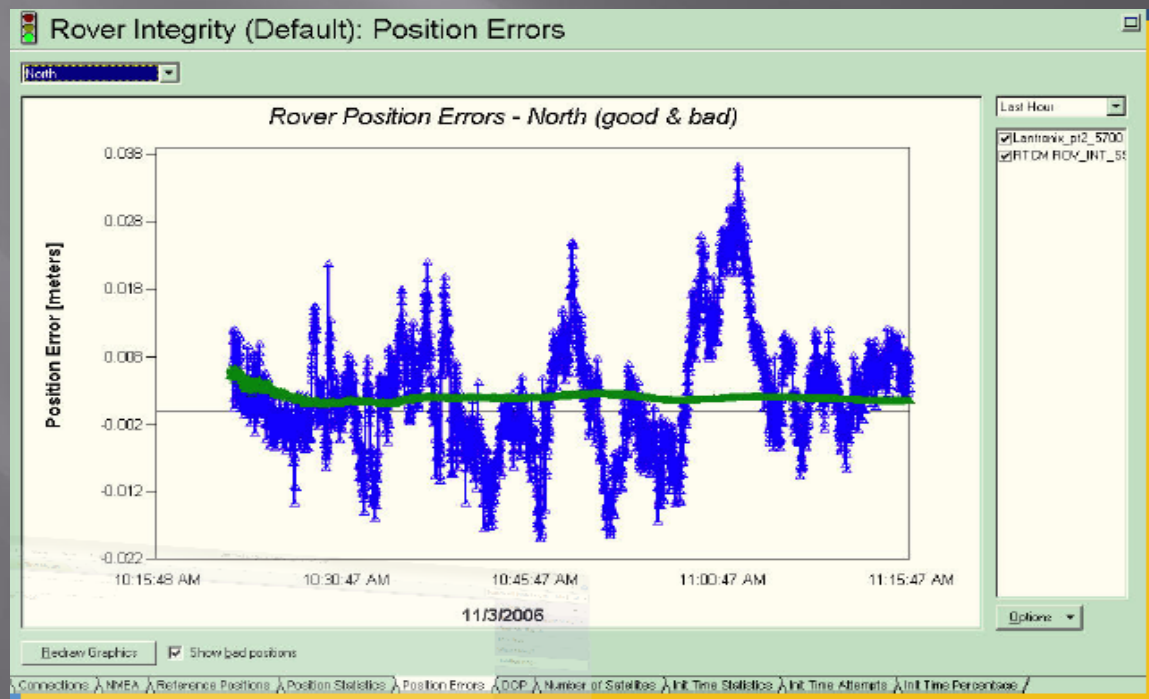 Rover Integrity (Default): Position Errors
North
Last Hour
Lantronix_pt2_5700
RTCM ROV_INT_SS
Rover Position Errors - North (good & bad)
Position Error [meters]
0.038
0.028
0.018
0.008
-0.002
-0.012
-0.022
10:15:48 AM
10:30:47 AM
10:45:47 AM
11:00:47 AM
11:15:47 AM
11/3/2006
Options
Redraw Graphics
Show bad positions
Connections
NMEA
Reference Positions
Position Statistics
Position Errors
DOP
Number of Satellites
Init Time Statistics
Init Time Attempts
Init Time Percentage